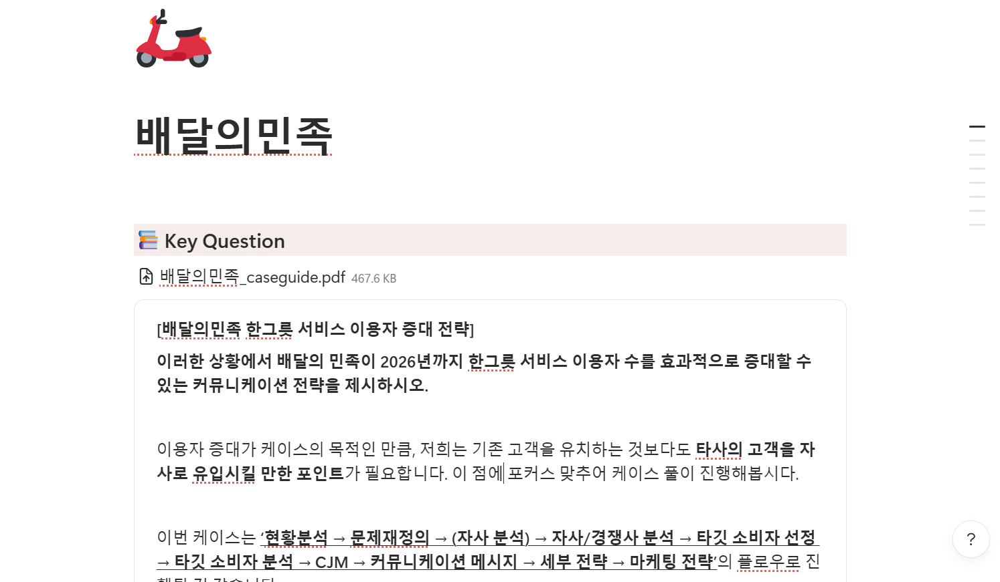 배달의민족
Key Question
배달의민족_caseguide.pdf 467.6 KB
[배달의민족 한그릇 서비스 이용자 증대 전략]
이러한 상황에서 배달의 민족이 2026년까지 한그릇 서비스 이용자 수를 효과적으로 증대할 수
있는 커뮤니케이션 전략을 제시하시오.
이용자 증대가 케이스의 목적인 만큼, 저희는 기존 고객을 유치하는 것보다도 타사의 고객을 자
사로 유입시킬 만한 포인트가 필요합니다. 이 점에 포커스 맞추어 케이스 풀이 진행해봅시다.
이번 케이스는 ‘현황분석 → 문제재정의 → (자사 분석) → 자사/경쟁사 분석 → 타깃 소비자 선정
→ 타깃 소비자 분석 → CJM → 커뮤니케이션 메시지 → 세부 전략 → 마케팅 전략’의 플로우로 진
?